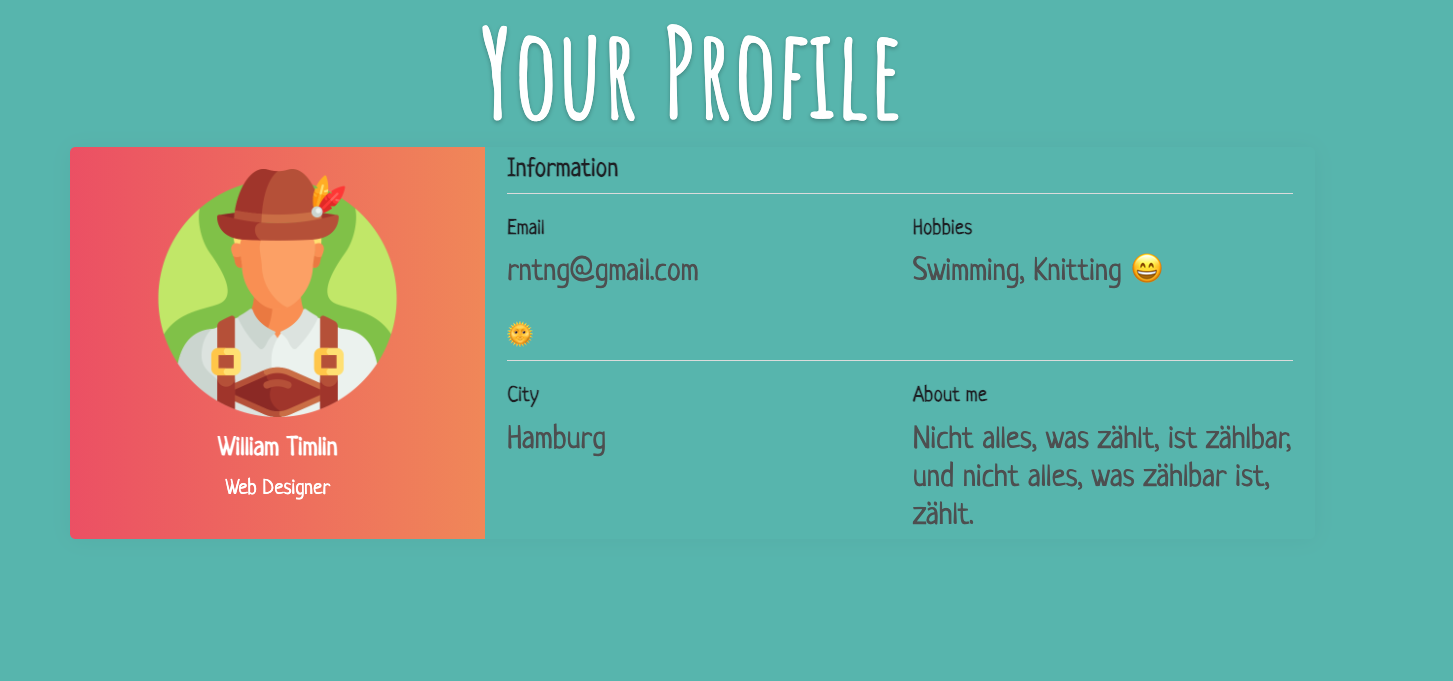 Your Profile
Information
Email
Hobbies
rntng@gmail.com
Swimming, Knitting 😄
🌞
City
About me
Hamburg
Nicht alles, was zählt, ist zählbar,
und nicht alles, was zählbar ist,
zählt.
William Timlin
Web Designer